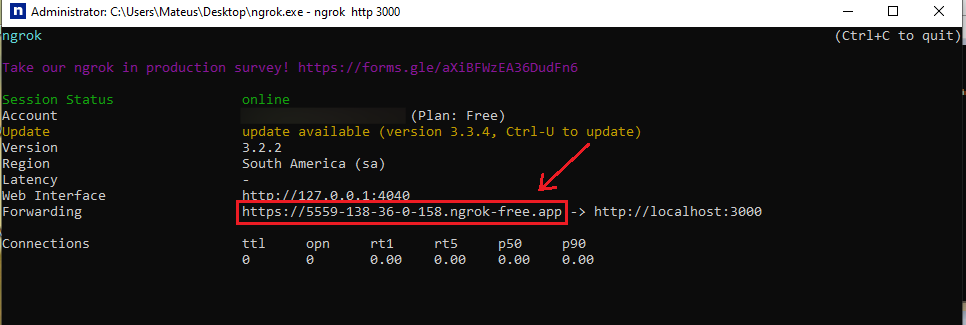 Administrator: C:\Users\Mateus\Desktop\ngrok.exe - ngrok http 3000
ngrok (Ctrl+C to quit)
Take our ngrok in production survey! https://forms.gle/aXiBFWzEA36DudFn6
Session Status online
Account (Plan: Free)
Update update available (version 3.3.4, Ctrl-U to update)
Version 3.2.2
Region South America (sa)
Latency -
Web Interface http://127.0.0.1:4040
Forwarding https://5559-138-36-0-158.ngrok-free.app -> http://localhost:3000
Connections ttl opn rt1 rt5 p50 p90
0 0 0.00 0.00 0.00 0.00